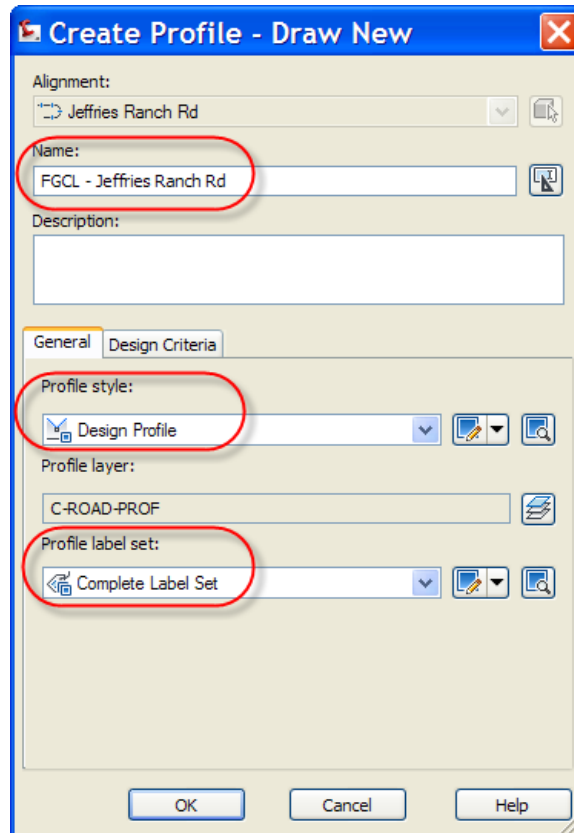 Create Profile - Draw New
Alignment:
Jeffries Ranch Rd
Name:
FGCL - Jeffries Ranch Rd
Description:
General Design Criteria
Profile style:
Design Profile
Profile layer:
C-ROAD-PROF
Profile label set:
Complete Label Set
OK Cancel Help